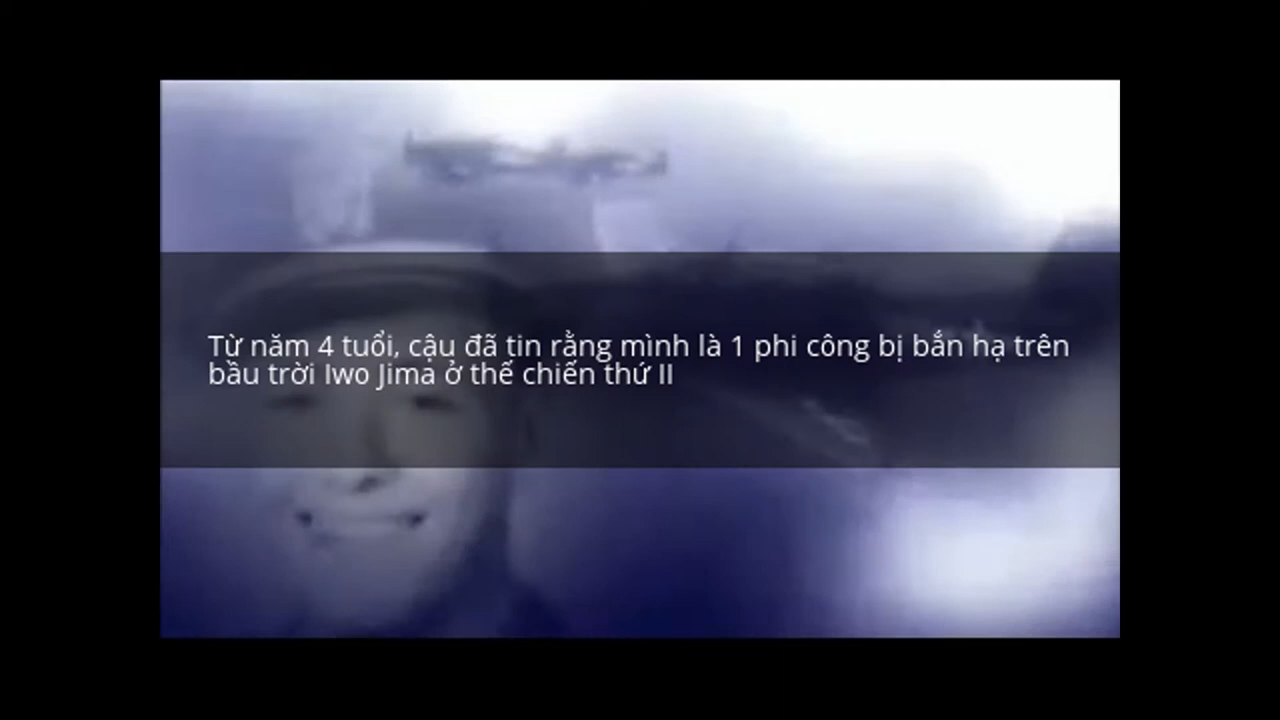 Từ năm 4 tuổi, cậu đã tin rằng mình là 1 phi công bị bắn hạ trên
bầu trời Iwo Jima ở thế chiến thứ II